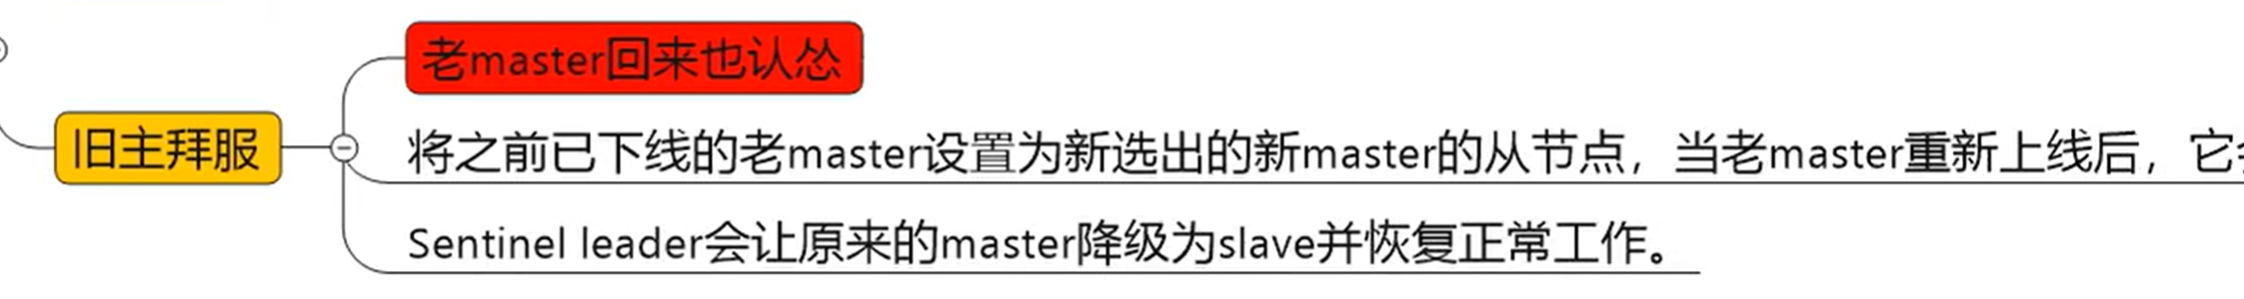 老master回来也认怂
旧主拜服
将之前已下线的老master设置为新选出的新master的从节点，当老master重新上线后，它
Sentinel leader会让原来的master降级为slave并恢复正常工作。